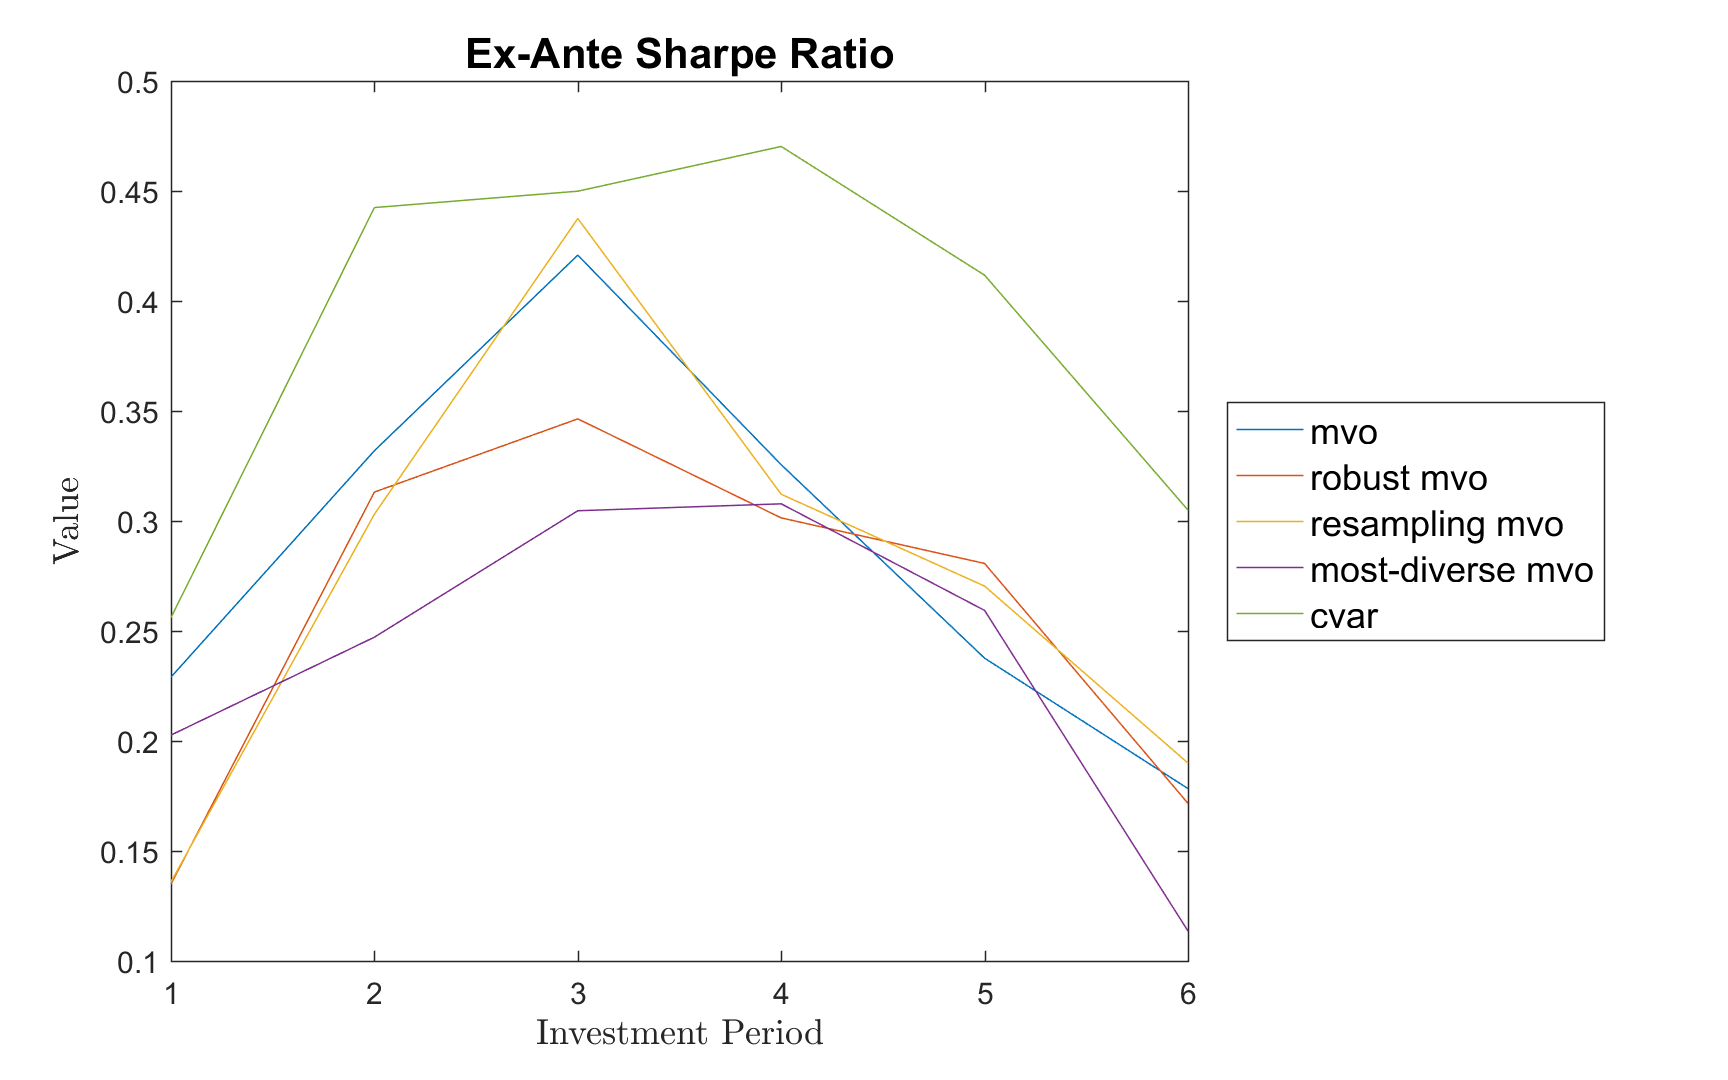 Ex-Ante Sharpe Ratio
0.5
0.45
0.4
0.35
0.3
0.25
0.2
0.15
0.1
Value
1 2 3 4 5 6
Investment Period
mvo
robust mvo
resampling mvo
most-diverse mvo
cvar